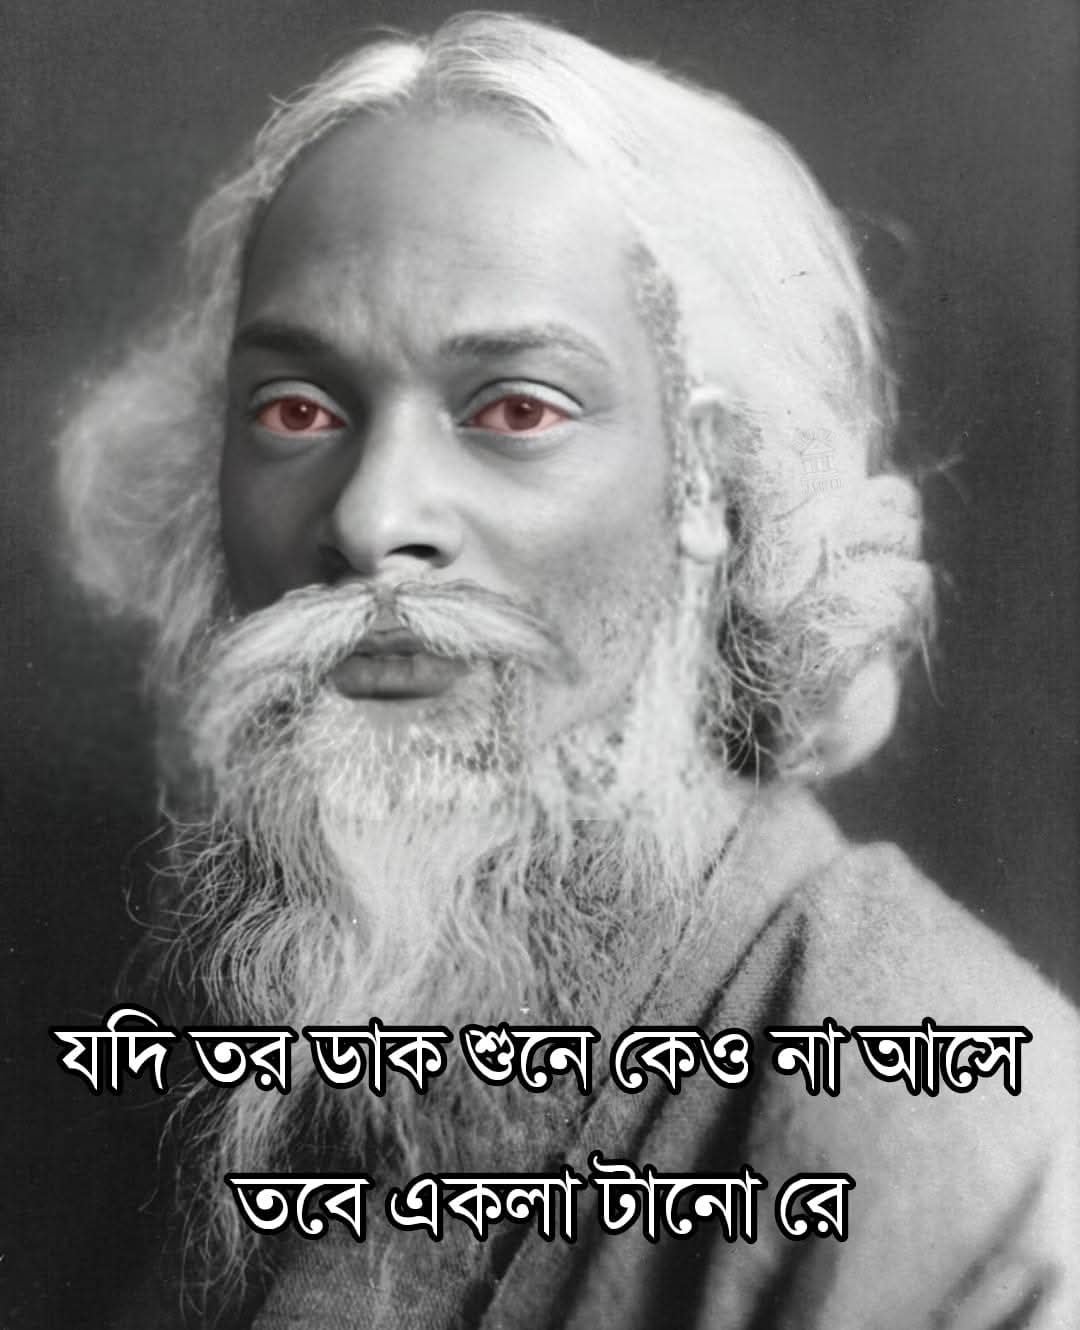 যদি তর ডাক শুনে কেও না আসে
তবে একলা টানো রে